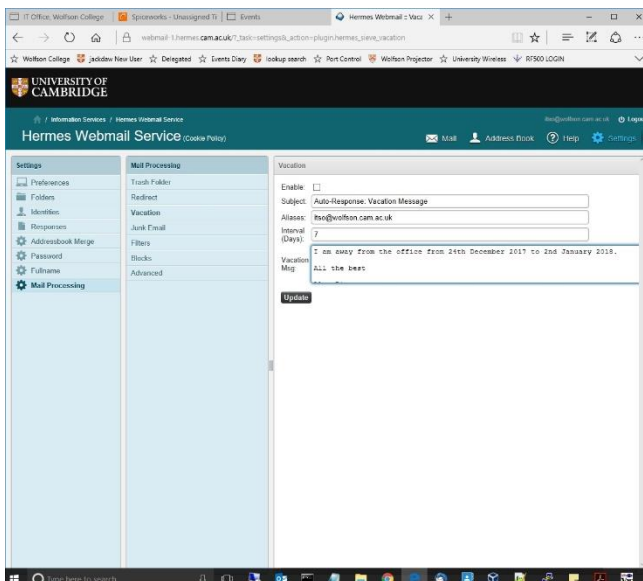 IT Office, Wolfson College
Spiceworks - Unassigned Ti
Events
Hermes Webmail :: Vaca
webmail-1.hermes.cam.ac.uk/?_task=settings&_action=plugin.hermes_sieve_vacation
Wolfson College
Jackdaw New User
Delegated
Events Diary
lookup search
Port Control
Wolfson Projector
University Wireless
RF500 LOGIN
UNIVERSITY OF
CAMBRIDGE
/ Information Services / Hermes Webmail Service
Hermes Webmail Service (Cookie Policy)
Mail
Address Book
Help
Settings
Settings
Preferences
Folders
Identities
Responses
Addressbook Merge
Password
Fullname
Mail Processing
Mail Processing
Trash Folder
Redirect
Vacation
Junk Email
Filters
Blocks
Advanced
Vacation
Enable:
Subject: Auto-Response: Vacation Message
Aliases: itso@wolfson.cam.ac.uk
Interval (Days): 7
Vacation Msg:
I am away from the office from 24th December 2017 to 2nd January 2018.
All the best
Update
Type here to search